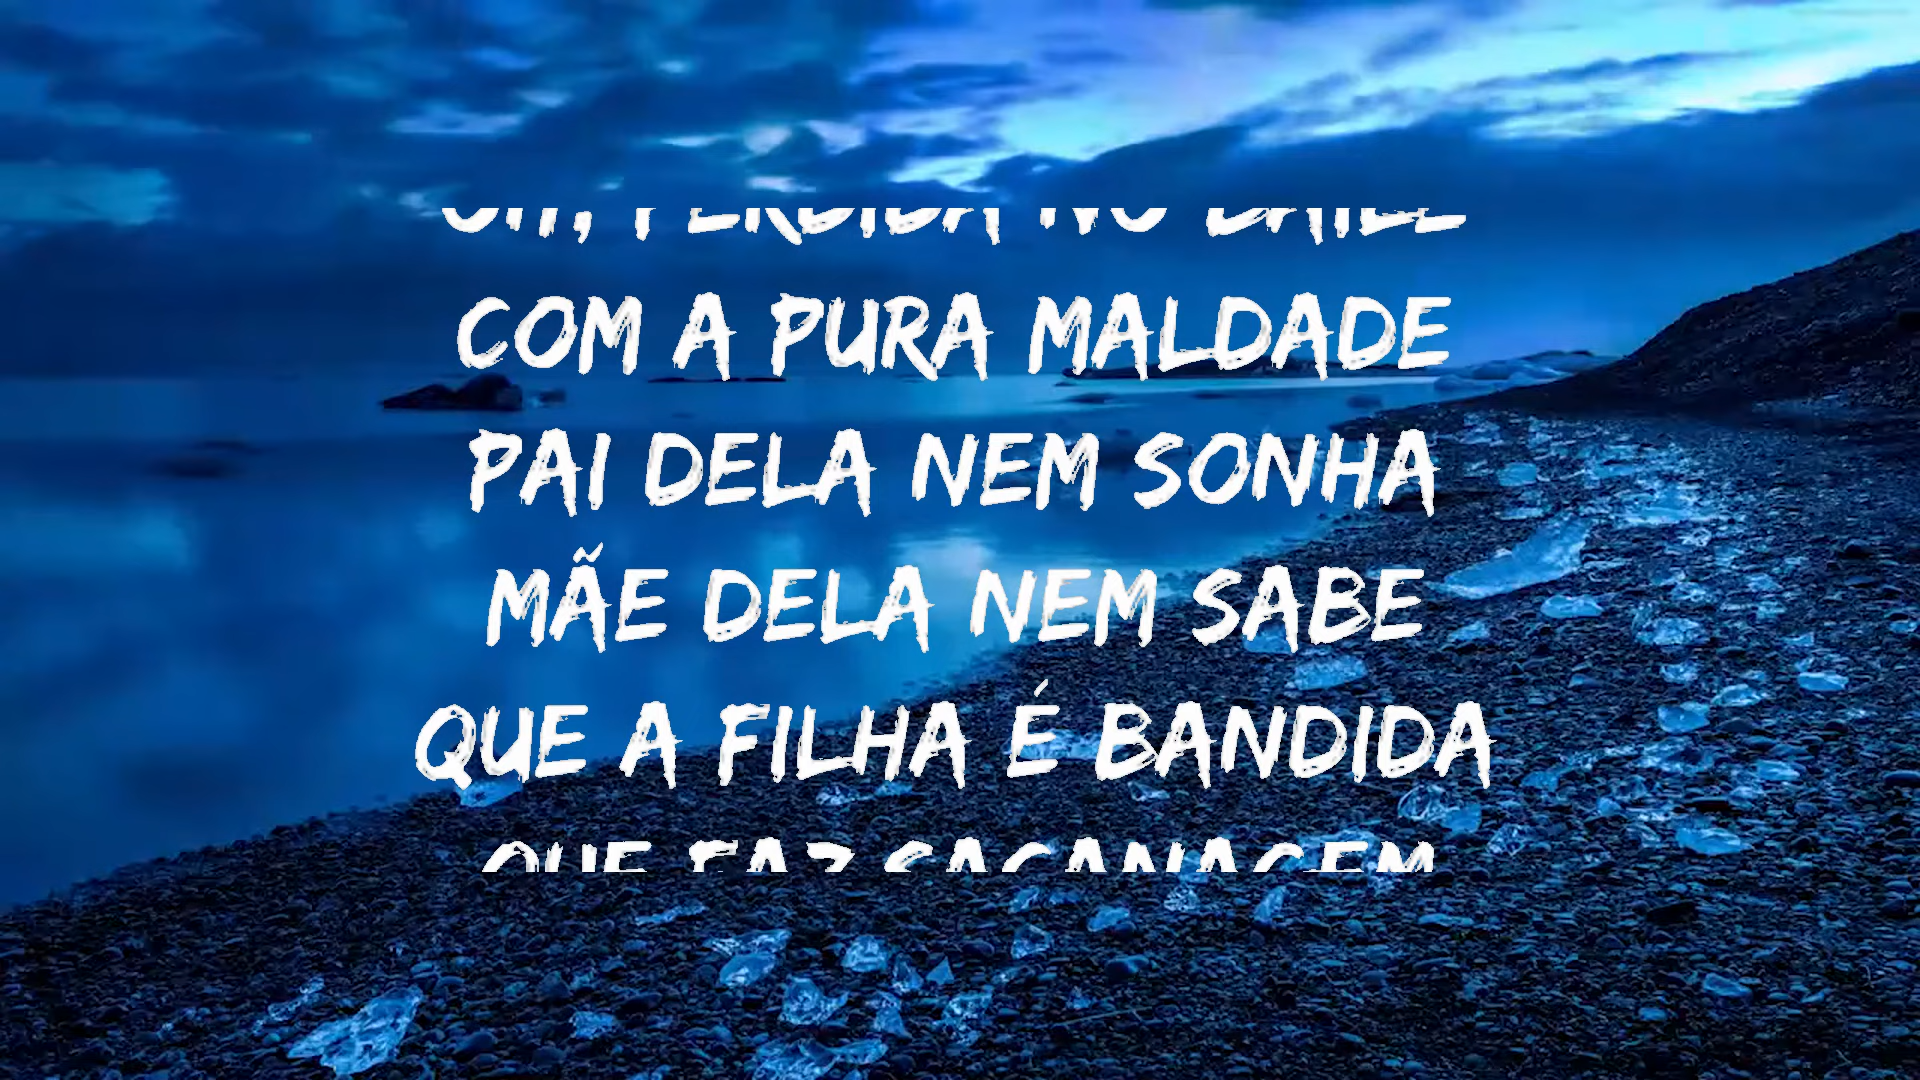 COM A PURA MALDADE
PAI DELA NEM SONHA
MÃE DELA NEM SABE
QUE A FILHA É BANDIDA
QUE FAZ SACANAGEM